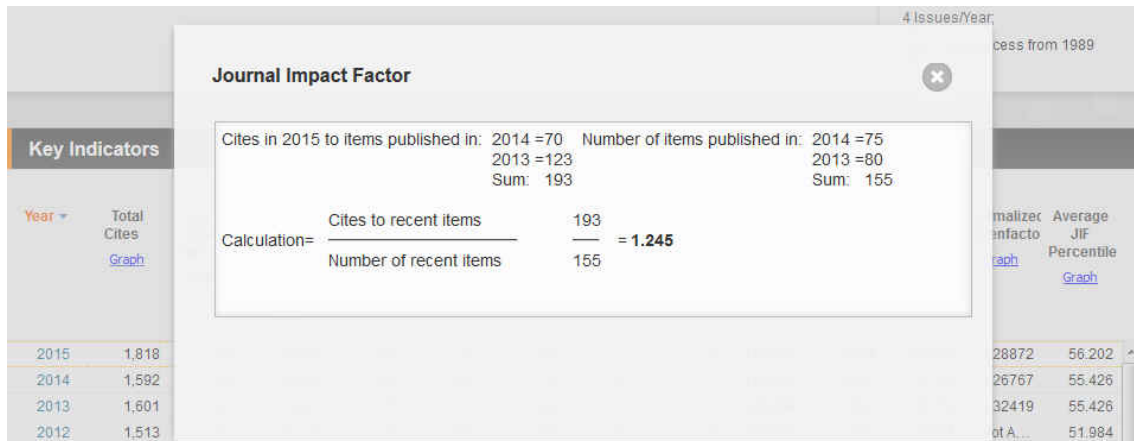 4 Issues/Year;
cess from 1989
Journal Impact Factor
Key Indicators
Cites in 2015 to items published in: 2014 =70 Number of items published in: 2014 =75
2013 =123 2013 =80
Sum: 193 Sum: 155
Cites to recent items 193
Calculation= = 1.245
Number of recent items 155
Year Total Cites Graph
malizec enfacto raph
Average JIF Percentile Graph
2015 1,818 28872 56.202
2014 1,592 26767 55.426
2013 1,601 32419 55.426
2012 1,513 ot A... 51.984